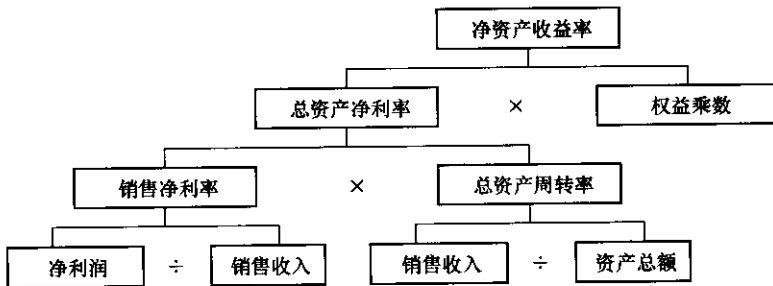 净资产收益率
总资产净利率 × 权益乘数
销售净利率 × 总资产周转率
净利润 ÷ 销售收入 销售收入 ÷ 资产总额